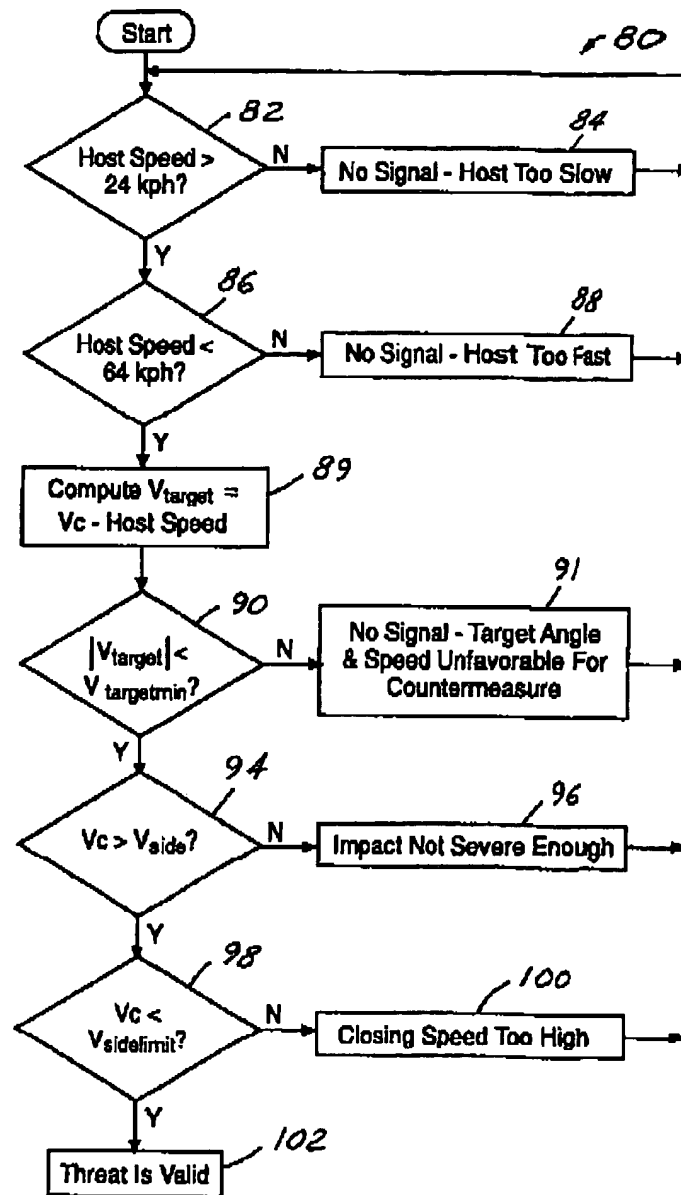 Start
80
82
Host Speed >
24 kph?
N
84
No Signal - Host Too Slow
Y
86
Host Speed <
64 kph?
N
88
No Signal - Host Too Fast
Y
89
Compute Vtarget =
Vc - Host Speed
90
|Vtarget| <
Vtargetmin?
N
91
No Signal - Target Angle
& Speed Unfavorable For
Countermeasure
Y
94
Vc > Vside?
N
96
Impact Not Severe Enough
Y
98
Vc <
Vsidelimit?
N
100
Closing Speed Too High
Y
102
Threat Is Valid